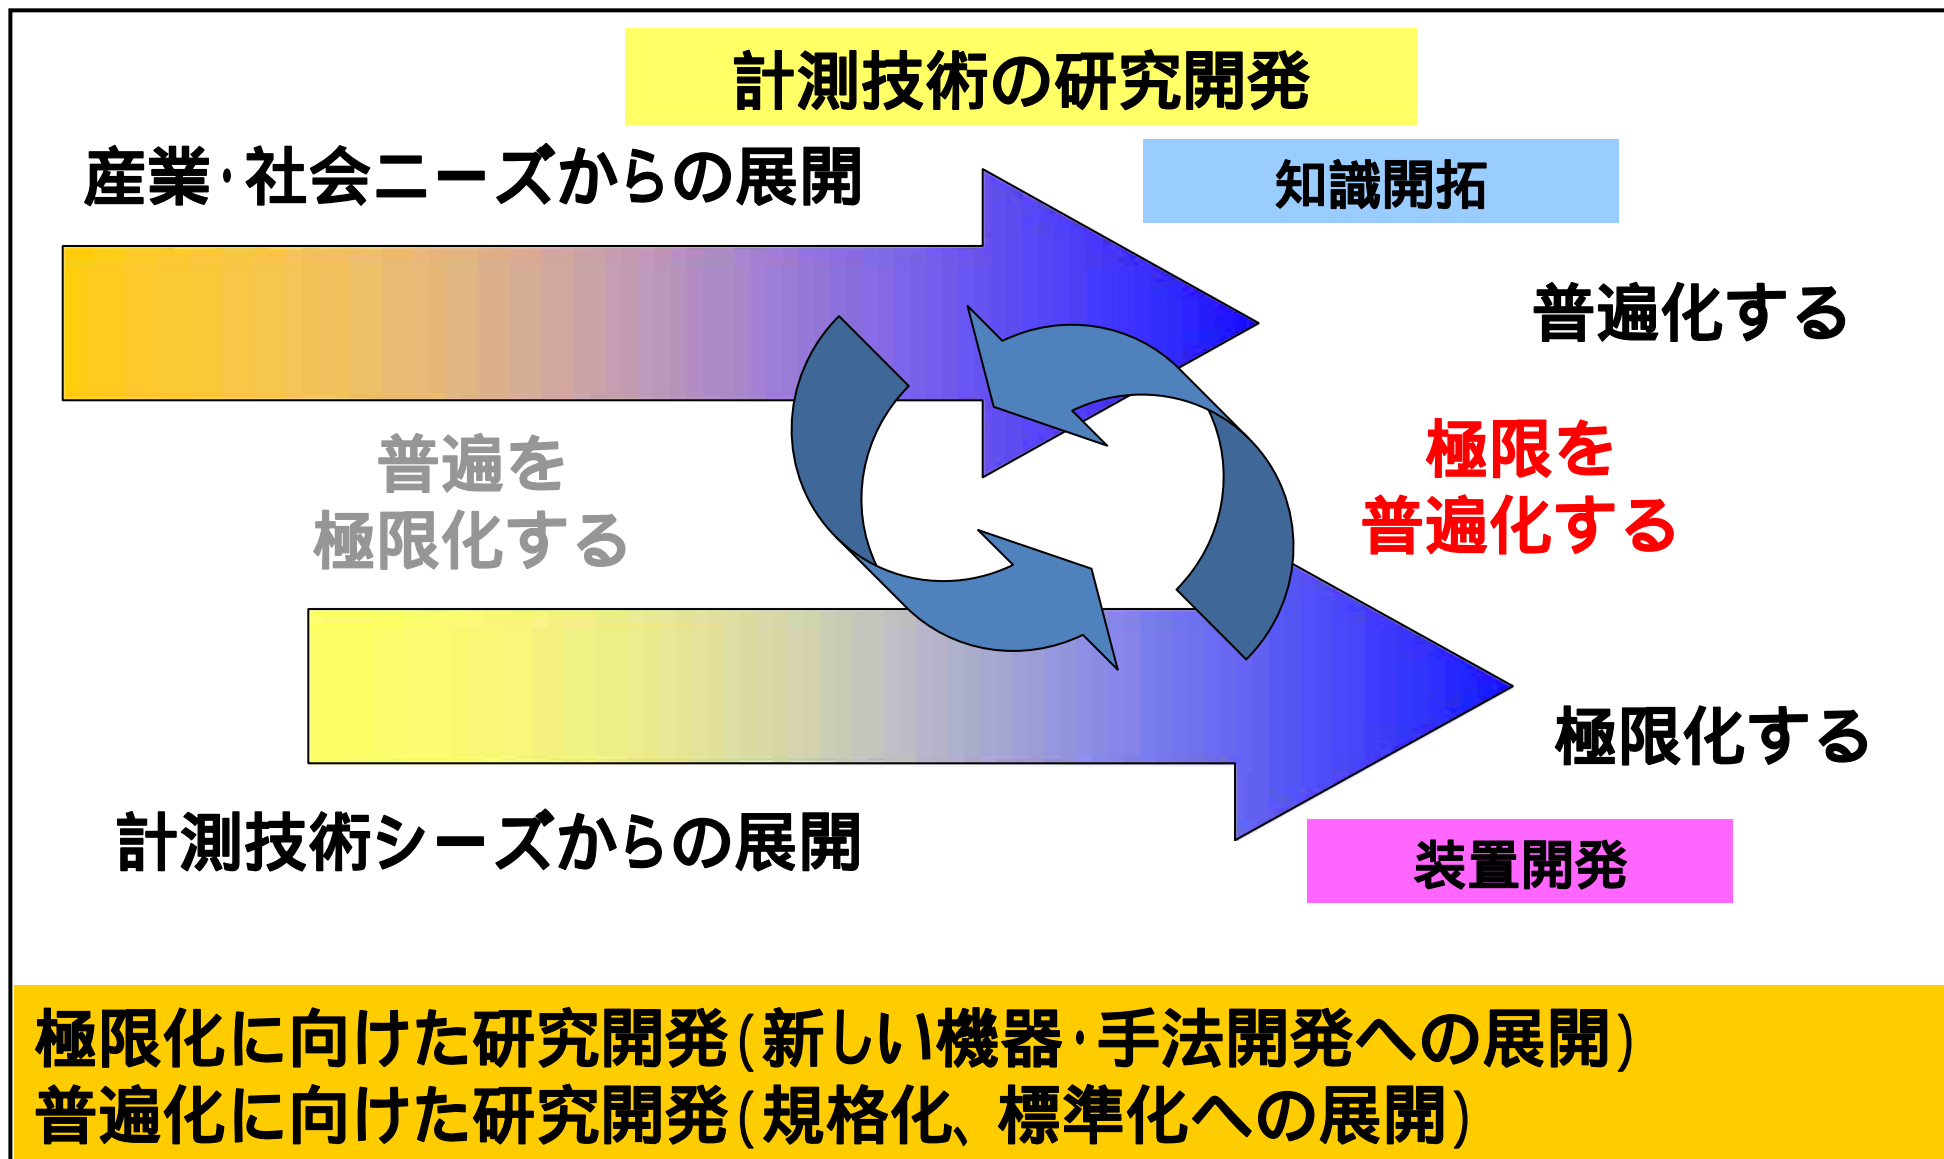 計測技術の研究開発
産業･社会ニーズからの展開
知識開拓
普遍化する
普遍を
極限化する
極限を
普遍化する
極限化する
計測技術シーズからの展開
装置開発
極限化に向けた研究開発(新しい機器･手法開発への展開)
普遍化に向けた研究開発(規格化、標準化への展開)